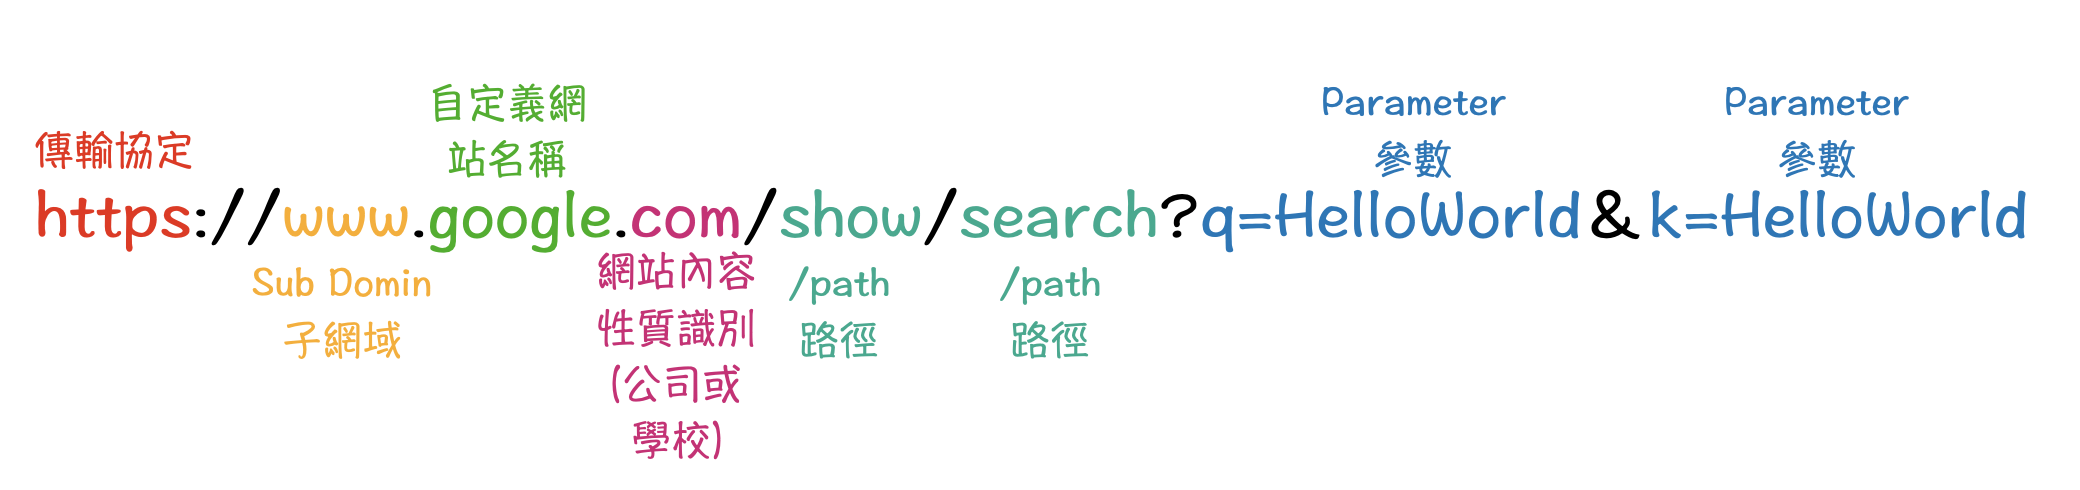 自定義網
站名稱
Parameter
參數
Parameter
參數
傳輸協定
https://www.google.com/show/search?q=HelloWorld&k=HelloWorld
Sub Domin
子網域
網站內容
性質識別
(公司或
學校)
/path
路徑
/path
路徑